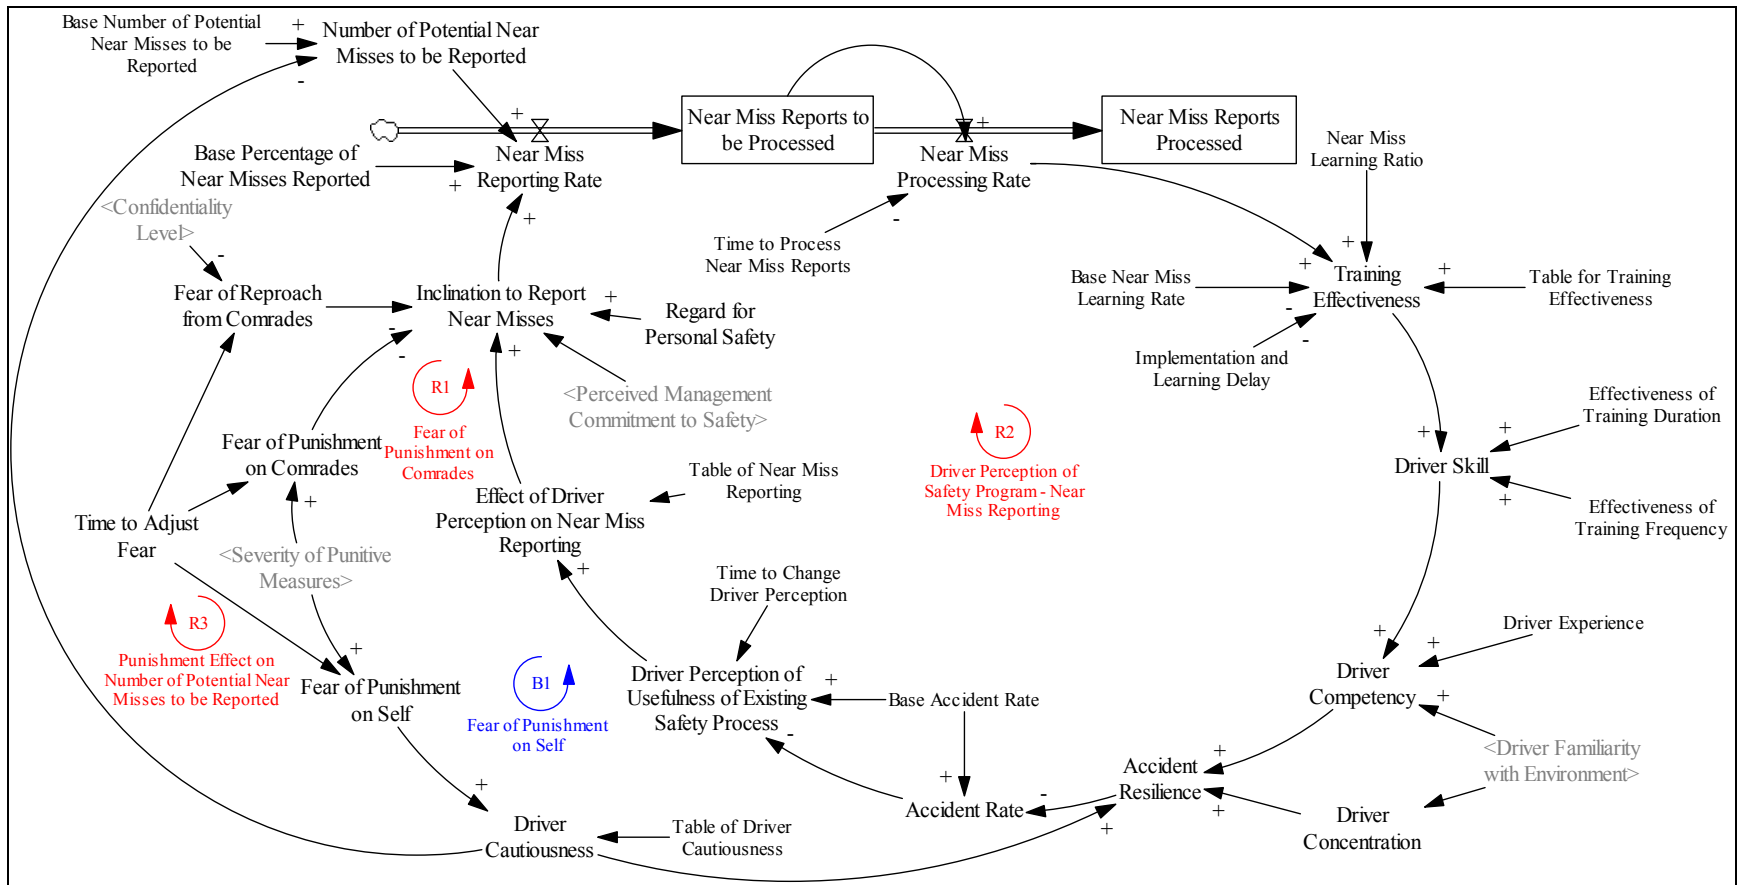 Base Number of Potential
Near Misses to be
Reported
+
-
Number of Potential Near
Misses to be Reported
+
Near Miss Reports to
be Processed
+
Near Miss Reports
Processed
Base Percentage of
Near Misses Reported
+
Near Miss
Reporting Rate
+
Near Miss
Processing Rate
-
Near Miss
Learning Ratio
+
<Confidentiality
Level>
-
Time to Process
Near Miss Reports
Fear of Reproach
from Comrades
-
Inclination to Report
Near Misses
+
Regard for
Personal Safety
Base Near Miss
Learning Rate
+
Training
Effectiveness
+
Table for Training
Effectiveness
-
-
Implementation and
Learning Delay
-
+
R1
Fear of
Punishment on
Comrades
<Perceived Management
Commitment to Safety>
R2
Driver Perception of
Safety Program - Near
Miss Reporting
Effectiveness of
Training Duration
+
+
Driver Skill
+
Effectiveness of
Training Frequency
Fear of Punishment
on Comrades
+
Table of Near Miss
Reporting
Effect of Driver
Perception on Near Miss
Reporting
+
Time to Adjust
Fear
<Severity of Punitive
Measures>
Time to Change
Driver Perception
R3
Punishment Effect on
Number of Potential Near
Misses to be Reported
+
Fear of Punishment
on Self
B1
Fear of Punishment
on Self
Driver Perception of
Usefulness of Existing
Safety Process
+
-
Base Accident Rate
+
+
Driver Experience
Driver
Competency
+
<Driver Familiarity
with Environment>
+
Accident
Resilience
+
+
-
+
Accident Rate
Driver
Concentration
+
Driver
Cautiousness
Table of Driver
Cautiousness